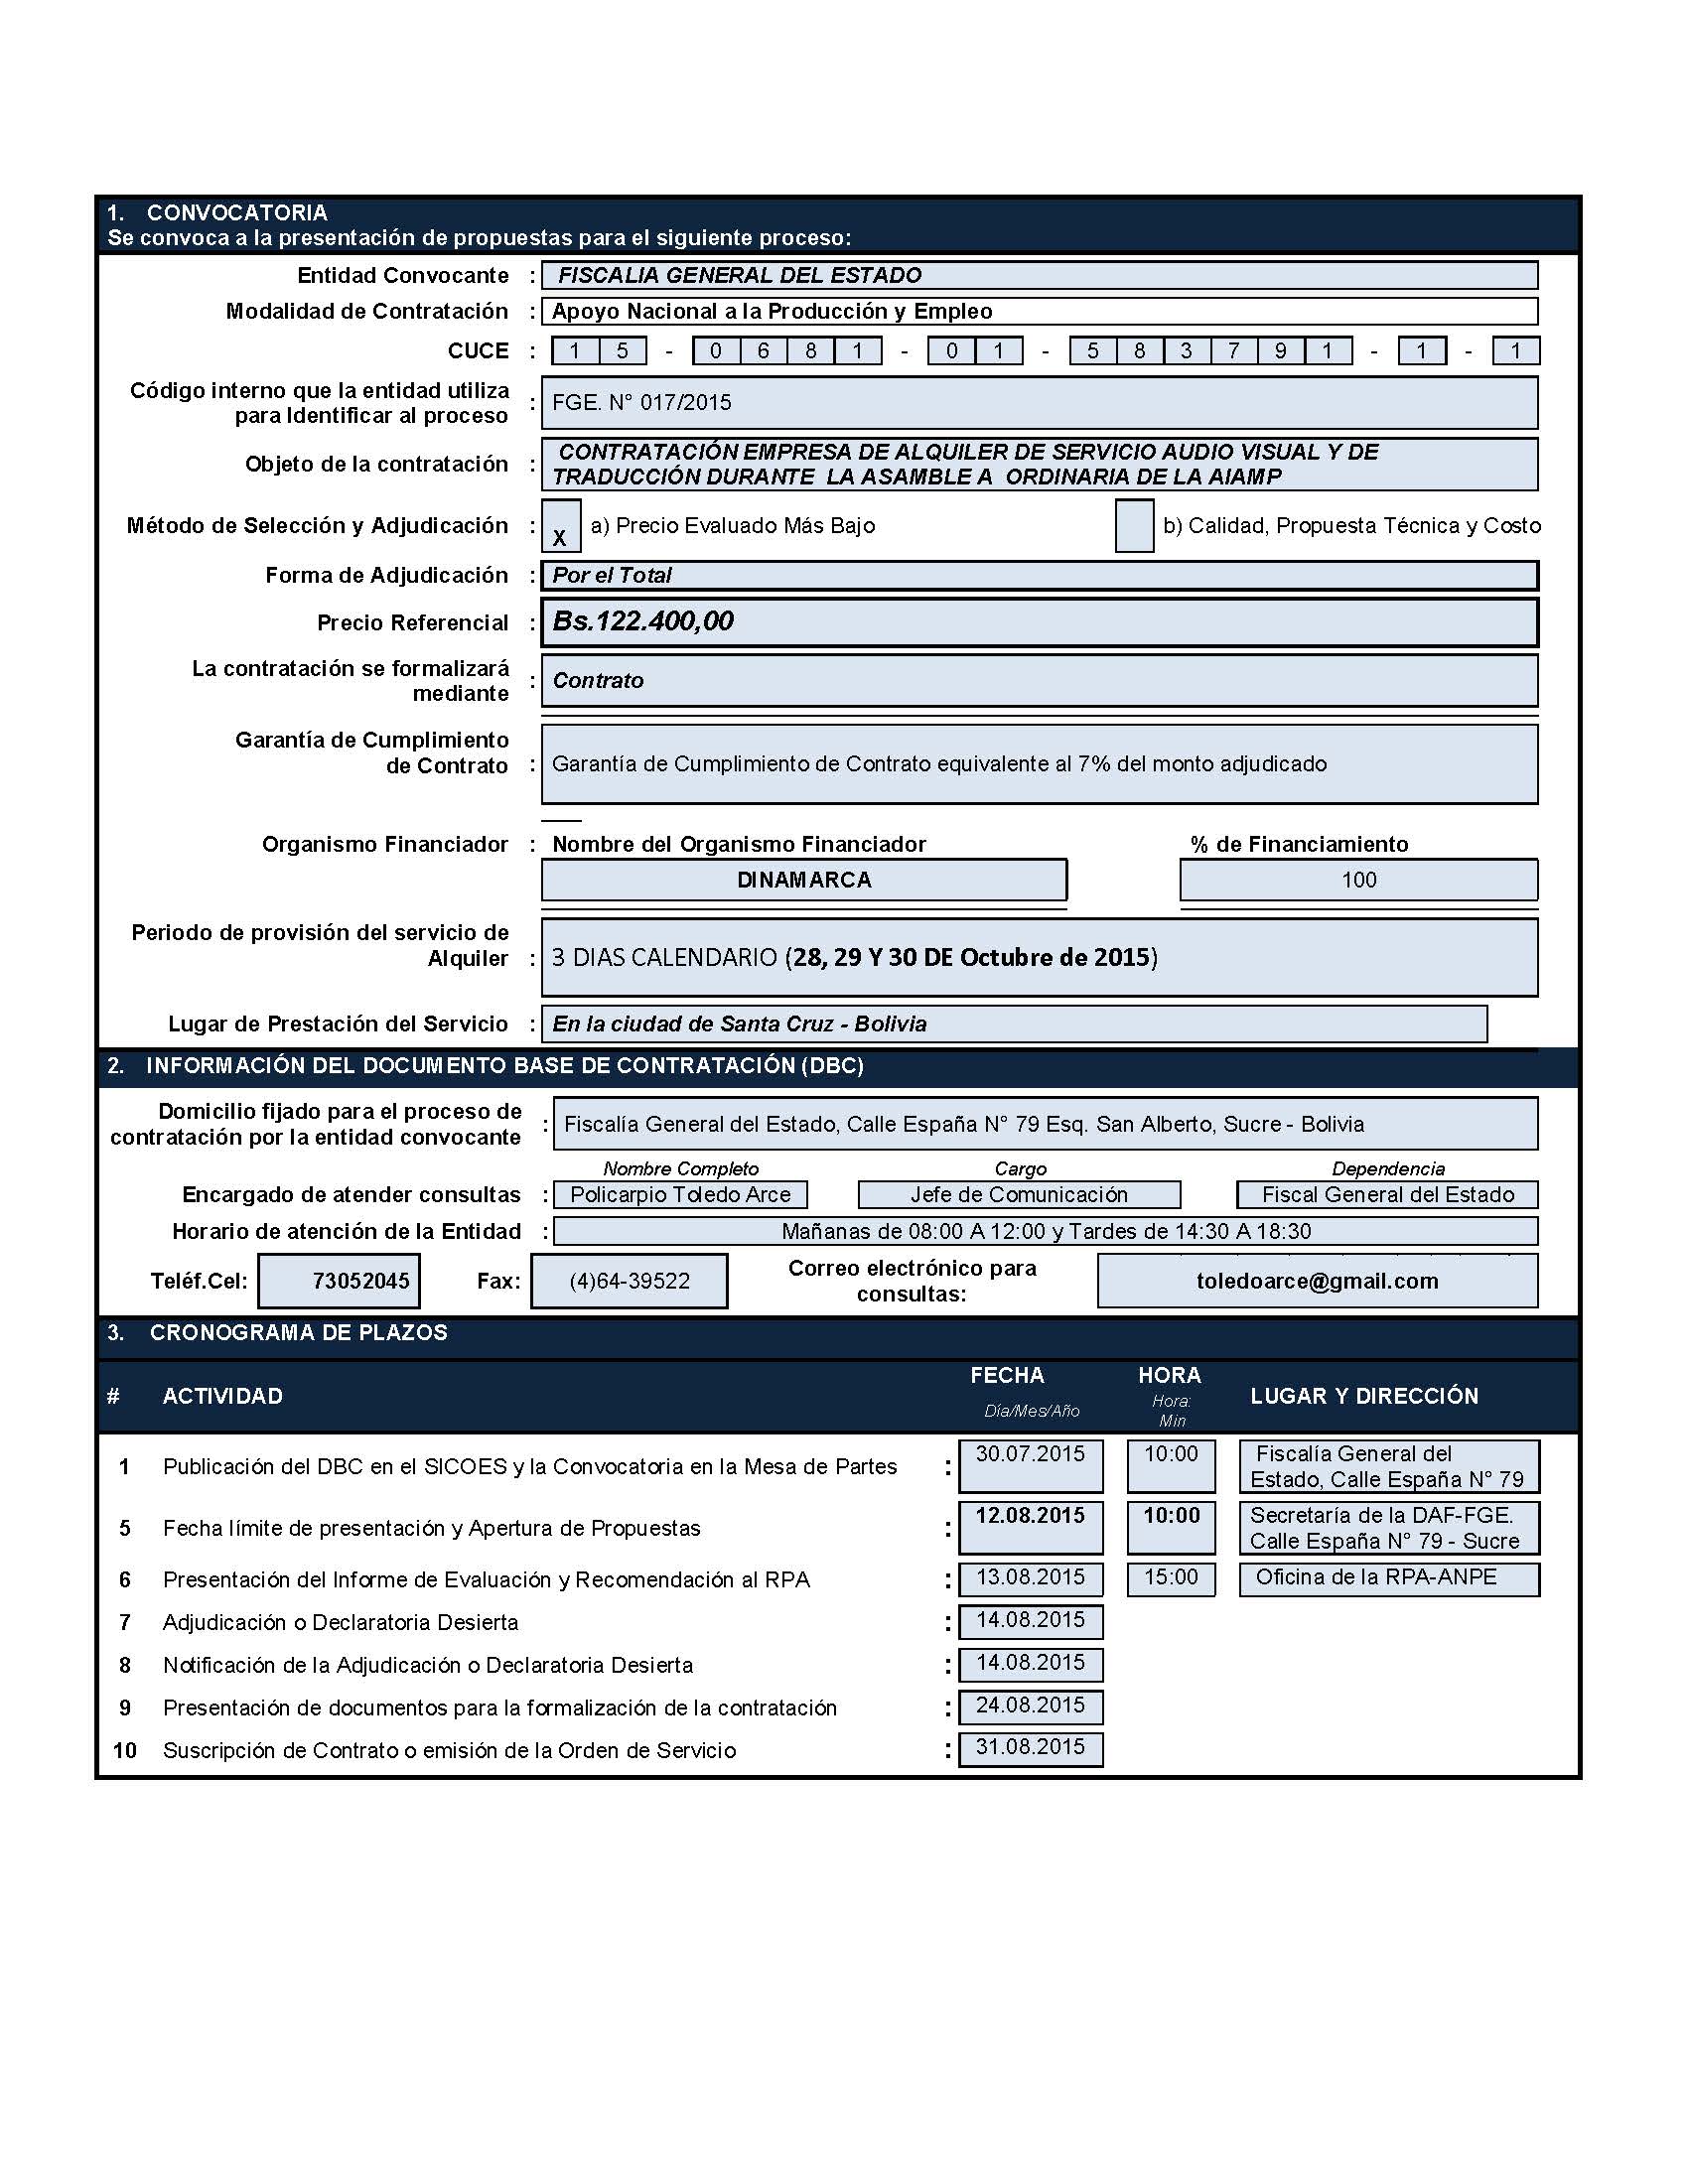 1. CONVOCATORIA
Se convoca a la presentación de propuestas para el siguiente proceso:
Entidad Convocante : FISCALIA GENERAL DEL ESTADO
Modalidad de Contratación : Apoyo Nacional a la Producción y Empleo
CUCE : 1 5 - 0 6 8 1 - 0 1 - 5 8 3 7 9 1 - 1 - 1
Código interno que la entidad utiliza
para Identificar al proceso : FGE. N° 017/2015
Objeto de la contratación : CONTRATACIÓN EMPRESA DE ALQUILER DE SERVICIO AUDIO VISUAL Y DE
TRADUCCIÓN DURANTE LA ASAMBLE A ORDINARIA DE LA AIAMP
Método de Selección y Adjudicación : X a) Precio Evaluado Más Bajo b) Calidad, Propuesta Técnica y Costo
Forma de Adjudicación : Por el Total
Precio Referencial : Bs.122.400,00
La contratación se formalizará
mediante : Contrato
Garantía de Cumplimiento
de Contrato : Garantía de Cumplimiento de Contrato equivalente al 7% del monto adjudicado
Organismo Financiador : Nombre del Organismo Financiador % de Financiamiento
DINAMARCA 100
Periodo de provisión del servicio de
Alquiler : 3 DIAS CALENDARIO (28, 29 Y 30 DE Octubre de 2015)
Lugar de Prestación del Servicio : En la ciudad de Santa Cruz - Bolivia
2. INFORMACIÓN DEL DOCUMENTO BASE DE CONTRATACIÓN (DBC)
Domicilio fijado para el proceso de
contratación por la entidad convocante : Fiscalía General del Estado, Calle España N° 79 Esq. San Alberto, Sucre - Bolivia
Nombre Completo Cargo Dependencia
Encargado de atender consultas : Policarpio Toledo Arce Jefe de Comunicación Fiscal General del Estado
Horario de atención de la Entidad : Mañanas de 08:00 A 12:00 y Tardes de 14:30 A 18:30
Teléf.Cel: 73052045 Fax: (4)64-39522 Correo electrónico para
consultas: toledoarce@gmail.com
3. CRONOGRAMA DE PLAZOS
# ACTIVIDAD FECHA HORA LUGAR Y DIRECCIÓN
Día/Mes/Año Hora:
Min
1 Publicación del DBC en el SICOES y la Convocatoria en la Mesa de Partes : 30.07.2015 10:00 Fiscalía General del
Estado, Calle España N° 79
5 Fecha límite de presentación y Apertura de Propuestas : 12.08.2015 10:00 Secretaría de la DAF-FGE.
Calle España N° 79 - Sucre
6 Presentación del Informe de Evaluación y Recomendación al RPA : 13.08.2015 15:00 Oficina de la RPA-ANPE
7 Adjudicación o Declaratoria Desierta : 14.08.2015
8 Notificación de la Adjudicación o Declaratoria Desierta : 14.08.2015
9 Presentación de documentos para la formalización de la contratación : 24.08.2015
10 Suscripción de Contrato o emisión de la Orden de Servicio : 31.08.2015